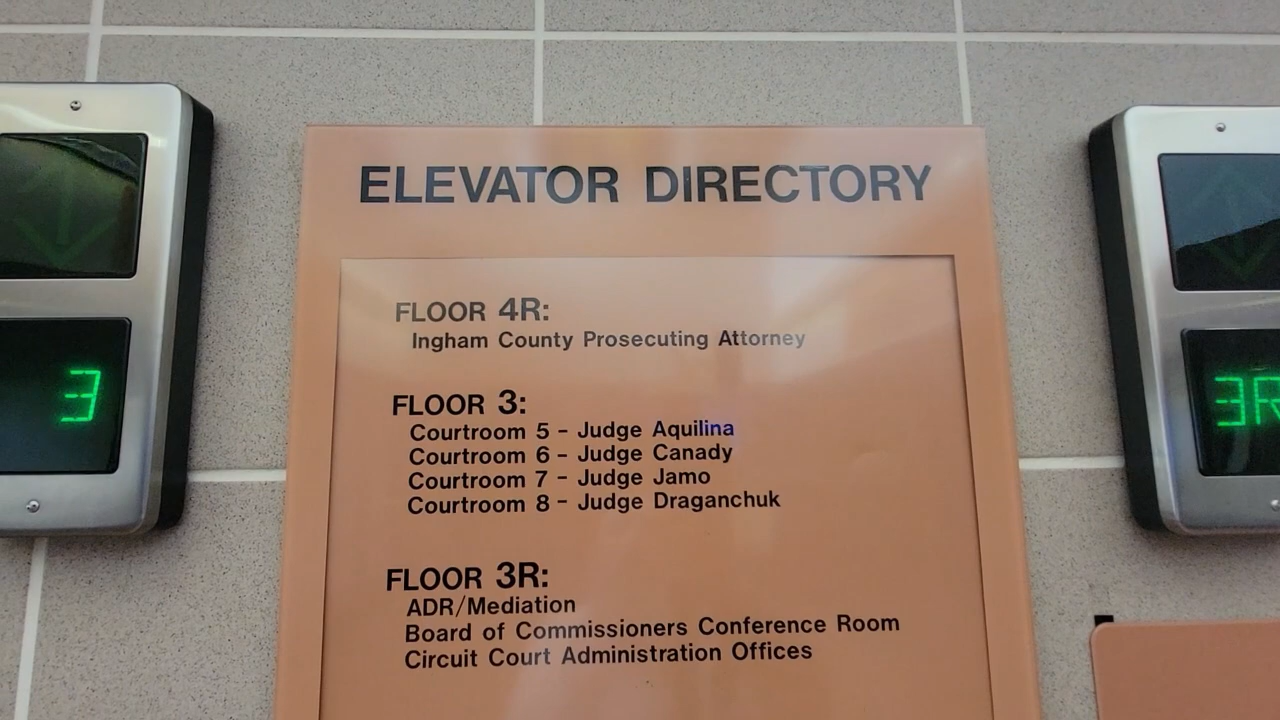 ELEVATOR DIRECTORY
FLOOR 4R:
Ingham County Prosecuting Attorney
3
3R
FLOOR 3:
Courtroom 5 - Judge Aquilina
Courtroom 6 - Judge Canady
Courtroom 7 - Judge Jamo
Courtroom 8 - Judge Draganchuk
FLOOR 3R:
ADR/Mediation
Board of Commissioners Conference Room
Circuit Court Administration Offices